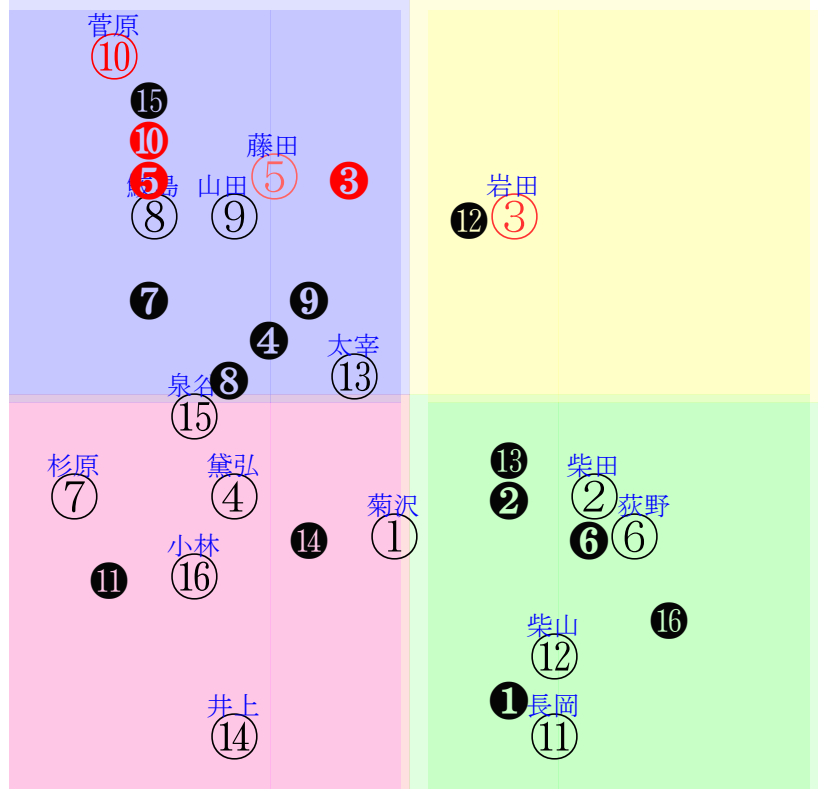 菅原
⑩
⓯
❿
藤田
❺
⑤
❸
鮫島
山田
岩田
⑧
⑨
⓬
③
❼
❾
❹
太宰
⑬
泉谷
❽
⑮
杉原
黛弘
⓭
柴田
⑦
④
❷
②
菊沢
荻野
①
⓮
❻
⑥
小林
⑯
⓫
柴山
⓰
⑫
井上
❶
長岡
⑭
⑪